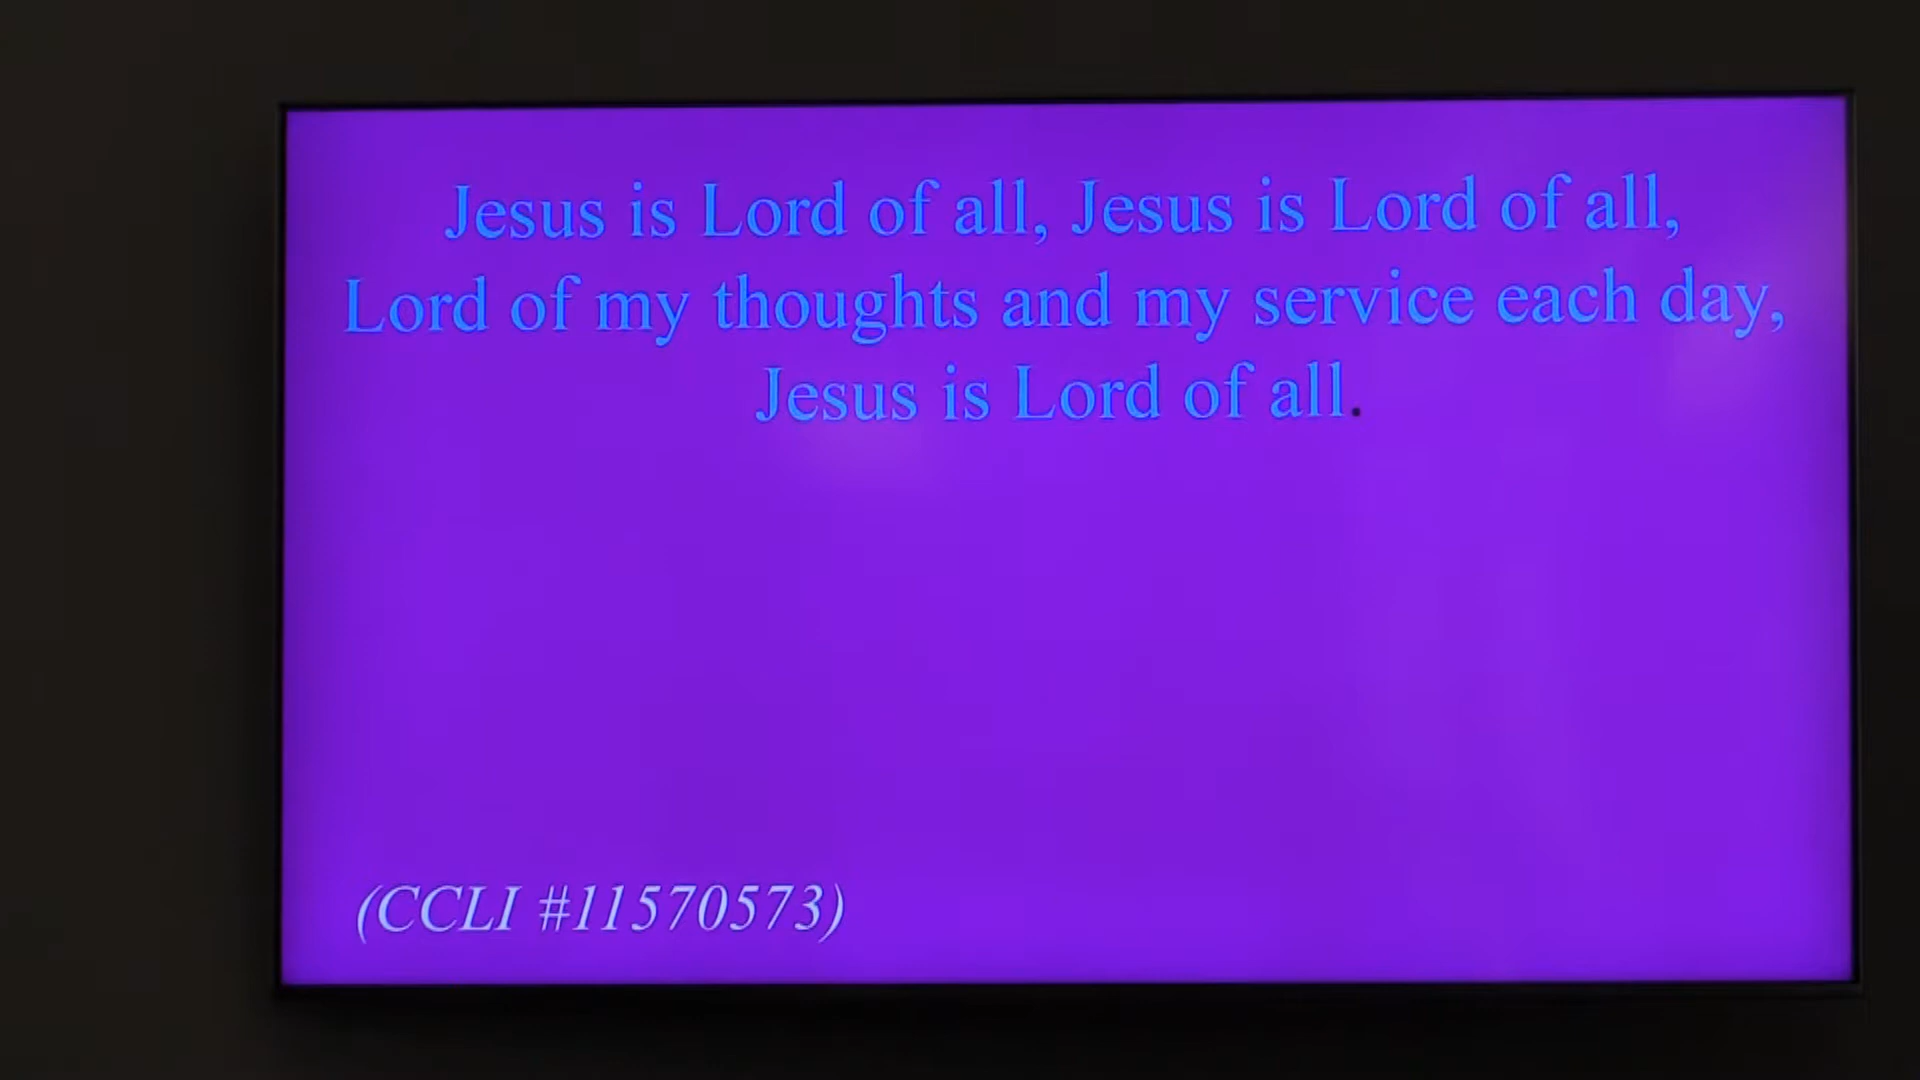 Jesus is Lord of all, Jesus is Lord of all,
Lord of my thoughts and my service each day,
Jesus is Lord of all.
(CCLI #11570573)